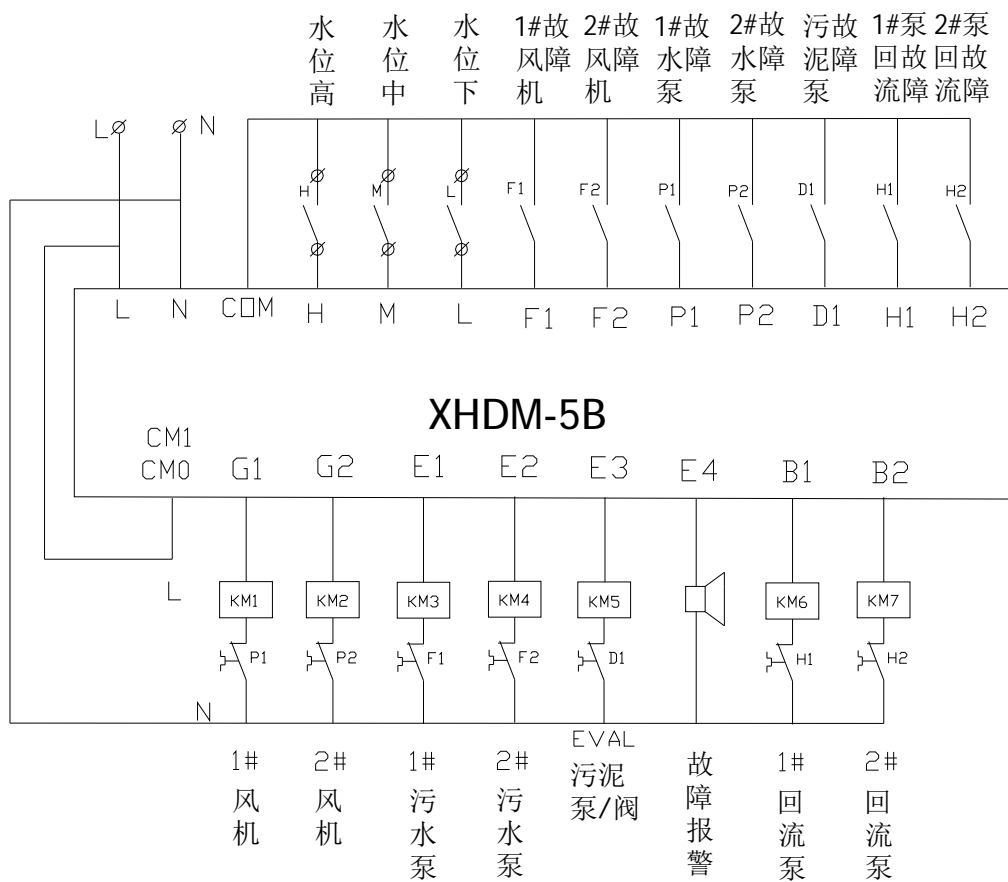 水位高
水位中
水位下
1#故风障机
2#故风障机
1#故水障泵
2#故水障泵
污故泥障泵
1#泵回故流障
2#泵回故流障
L N
H M L F1 F2 P1 P2 D1 H1 H2
L N COM H M L F1 F2 P1 P2 D1 H1 H2
XHDM-5B
CM1
CM0 G1 G2 E1 E2 E3 E4 B1 B2
L KM1 KM2 KM3 KM4 KM5 KM6 KM7
P1 P2 F1 F2 D1 H1 H2
N
EVAL
1#风机
2#风机
1#污水泵
2#污水泵
污泥
泵/阀
故障报警
1#回流泵
2#回流泵